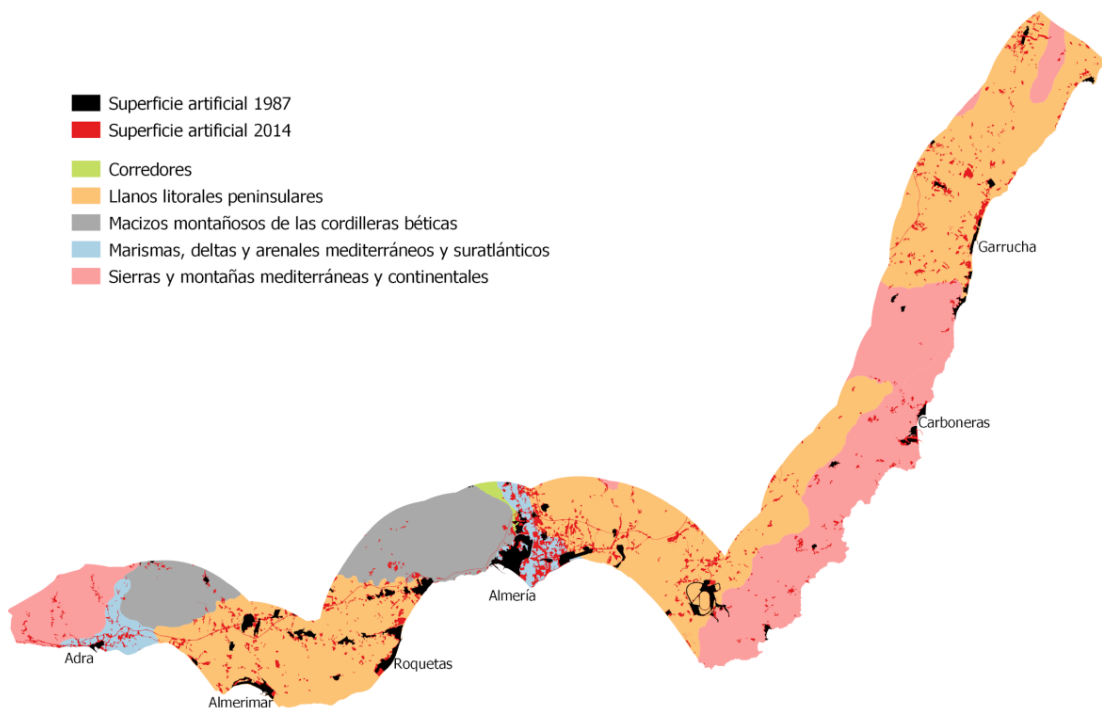 Superficie artificial 1987
Superficie artificial 2014
Corredores
Llanos litorales peninsulares
Macizos montañosos de las cordilleras béticas
Marismas, deltas y arenales mediterráneos y suratlánticos
Sierras y montañas mediterráneas y continentales
Garrucha
Carboneras
Almería
Adra
Roquetas
Almerimar